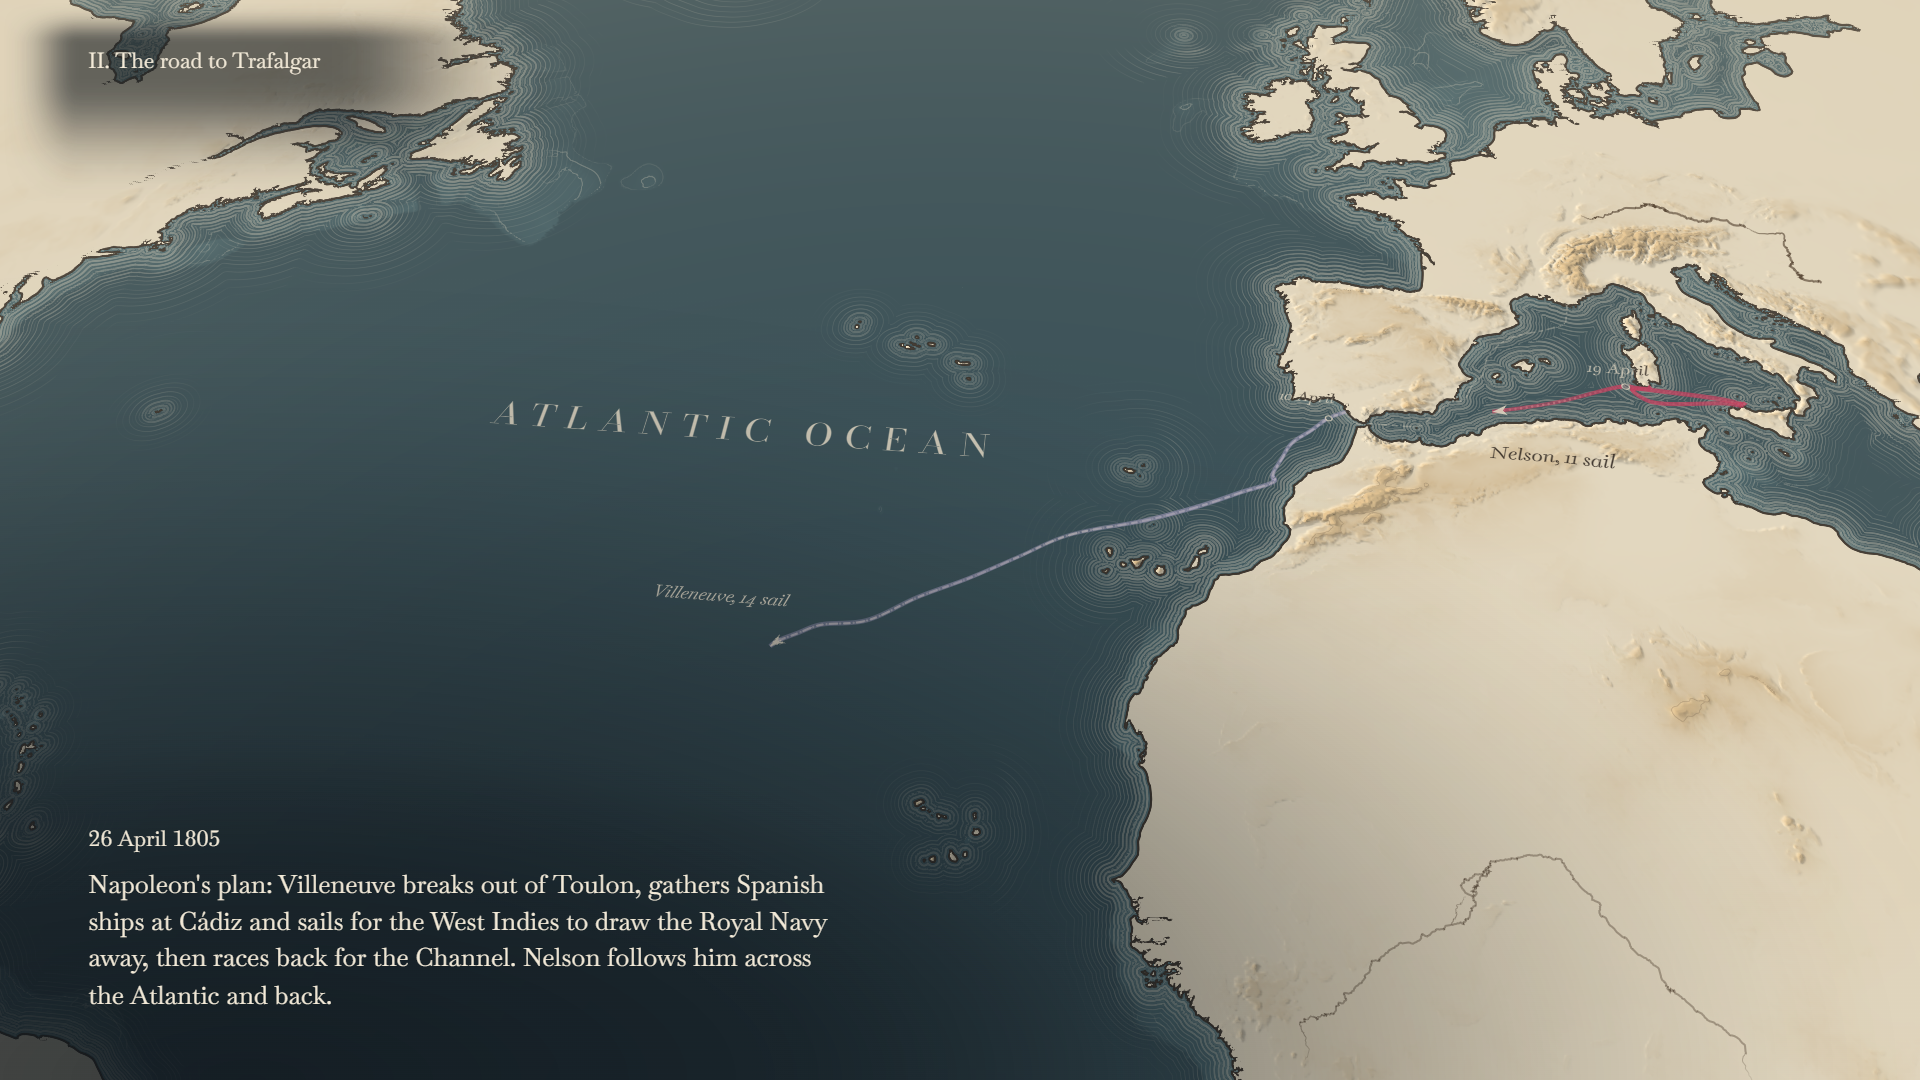 II. The road to Trafalgar
ATLANTIC OCEAN
19 April
10 April
Nelson, 11 sail
Villeneuve, 14 sail
26 April 1805
Napoleon's plan: Villeneuve breaks out of Toulon, gathers Spanish
ships at Cádiz and sails for the West Indies to draw the Royal Navy
away, then races back for the Channel. Nelson follows him across
the Atlantic and back.